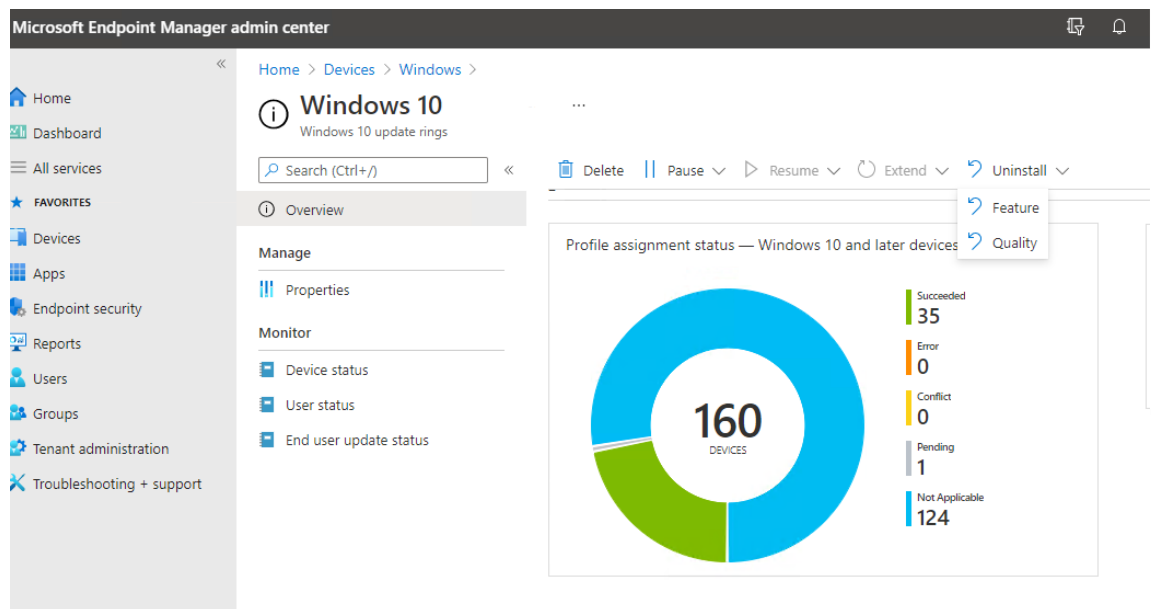 Microsoft Endpoint Manager admin center
«
Home
Dashboard
All services
FAVORITES
Devices
Apps
Endpoint security
Reports
Users
Groups
Tenant administration
Troubleshooting + support
Home > Devices > Windows >
Windows 10
...
Windows 10 update rings
Search (Ctrl+/)
«
Overview
Manage
Properties
Monitor
Device status
User status
End user update status
Delete Pause Resume Extend Uninstall
Feature
Quality
Profile assignment status — Windows 10 and later devices
160
DEVICES
Succeeded
35
Error
0
Conflict
0
Pending
1
Not Applicable
124